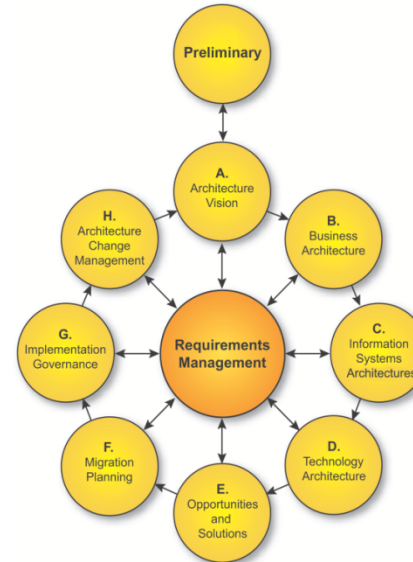 Preliminary
A.
Architecture
Vision
B.
Business
Architecture
C.
Information
Systems
Architectures
D.
Technology
Architecture
E.
Opportunities
and
Solutions
F.
Migration
Planning
G.
Implementation
Governance
H.
Architecture
Change
Management
Requirements
Management